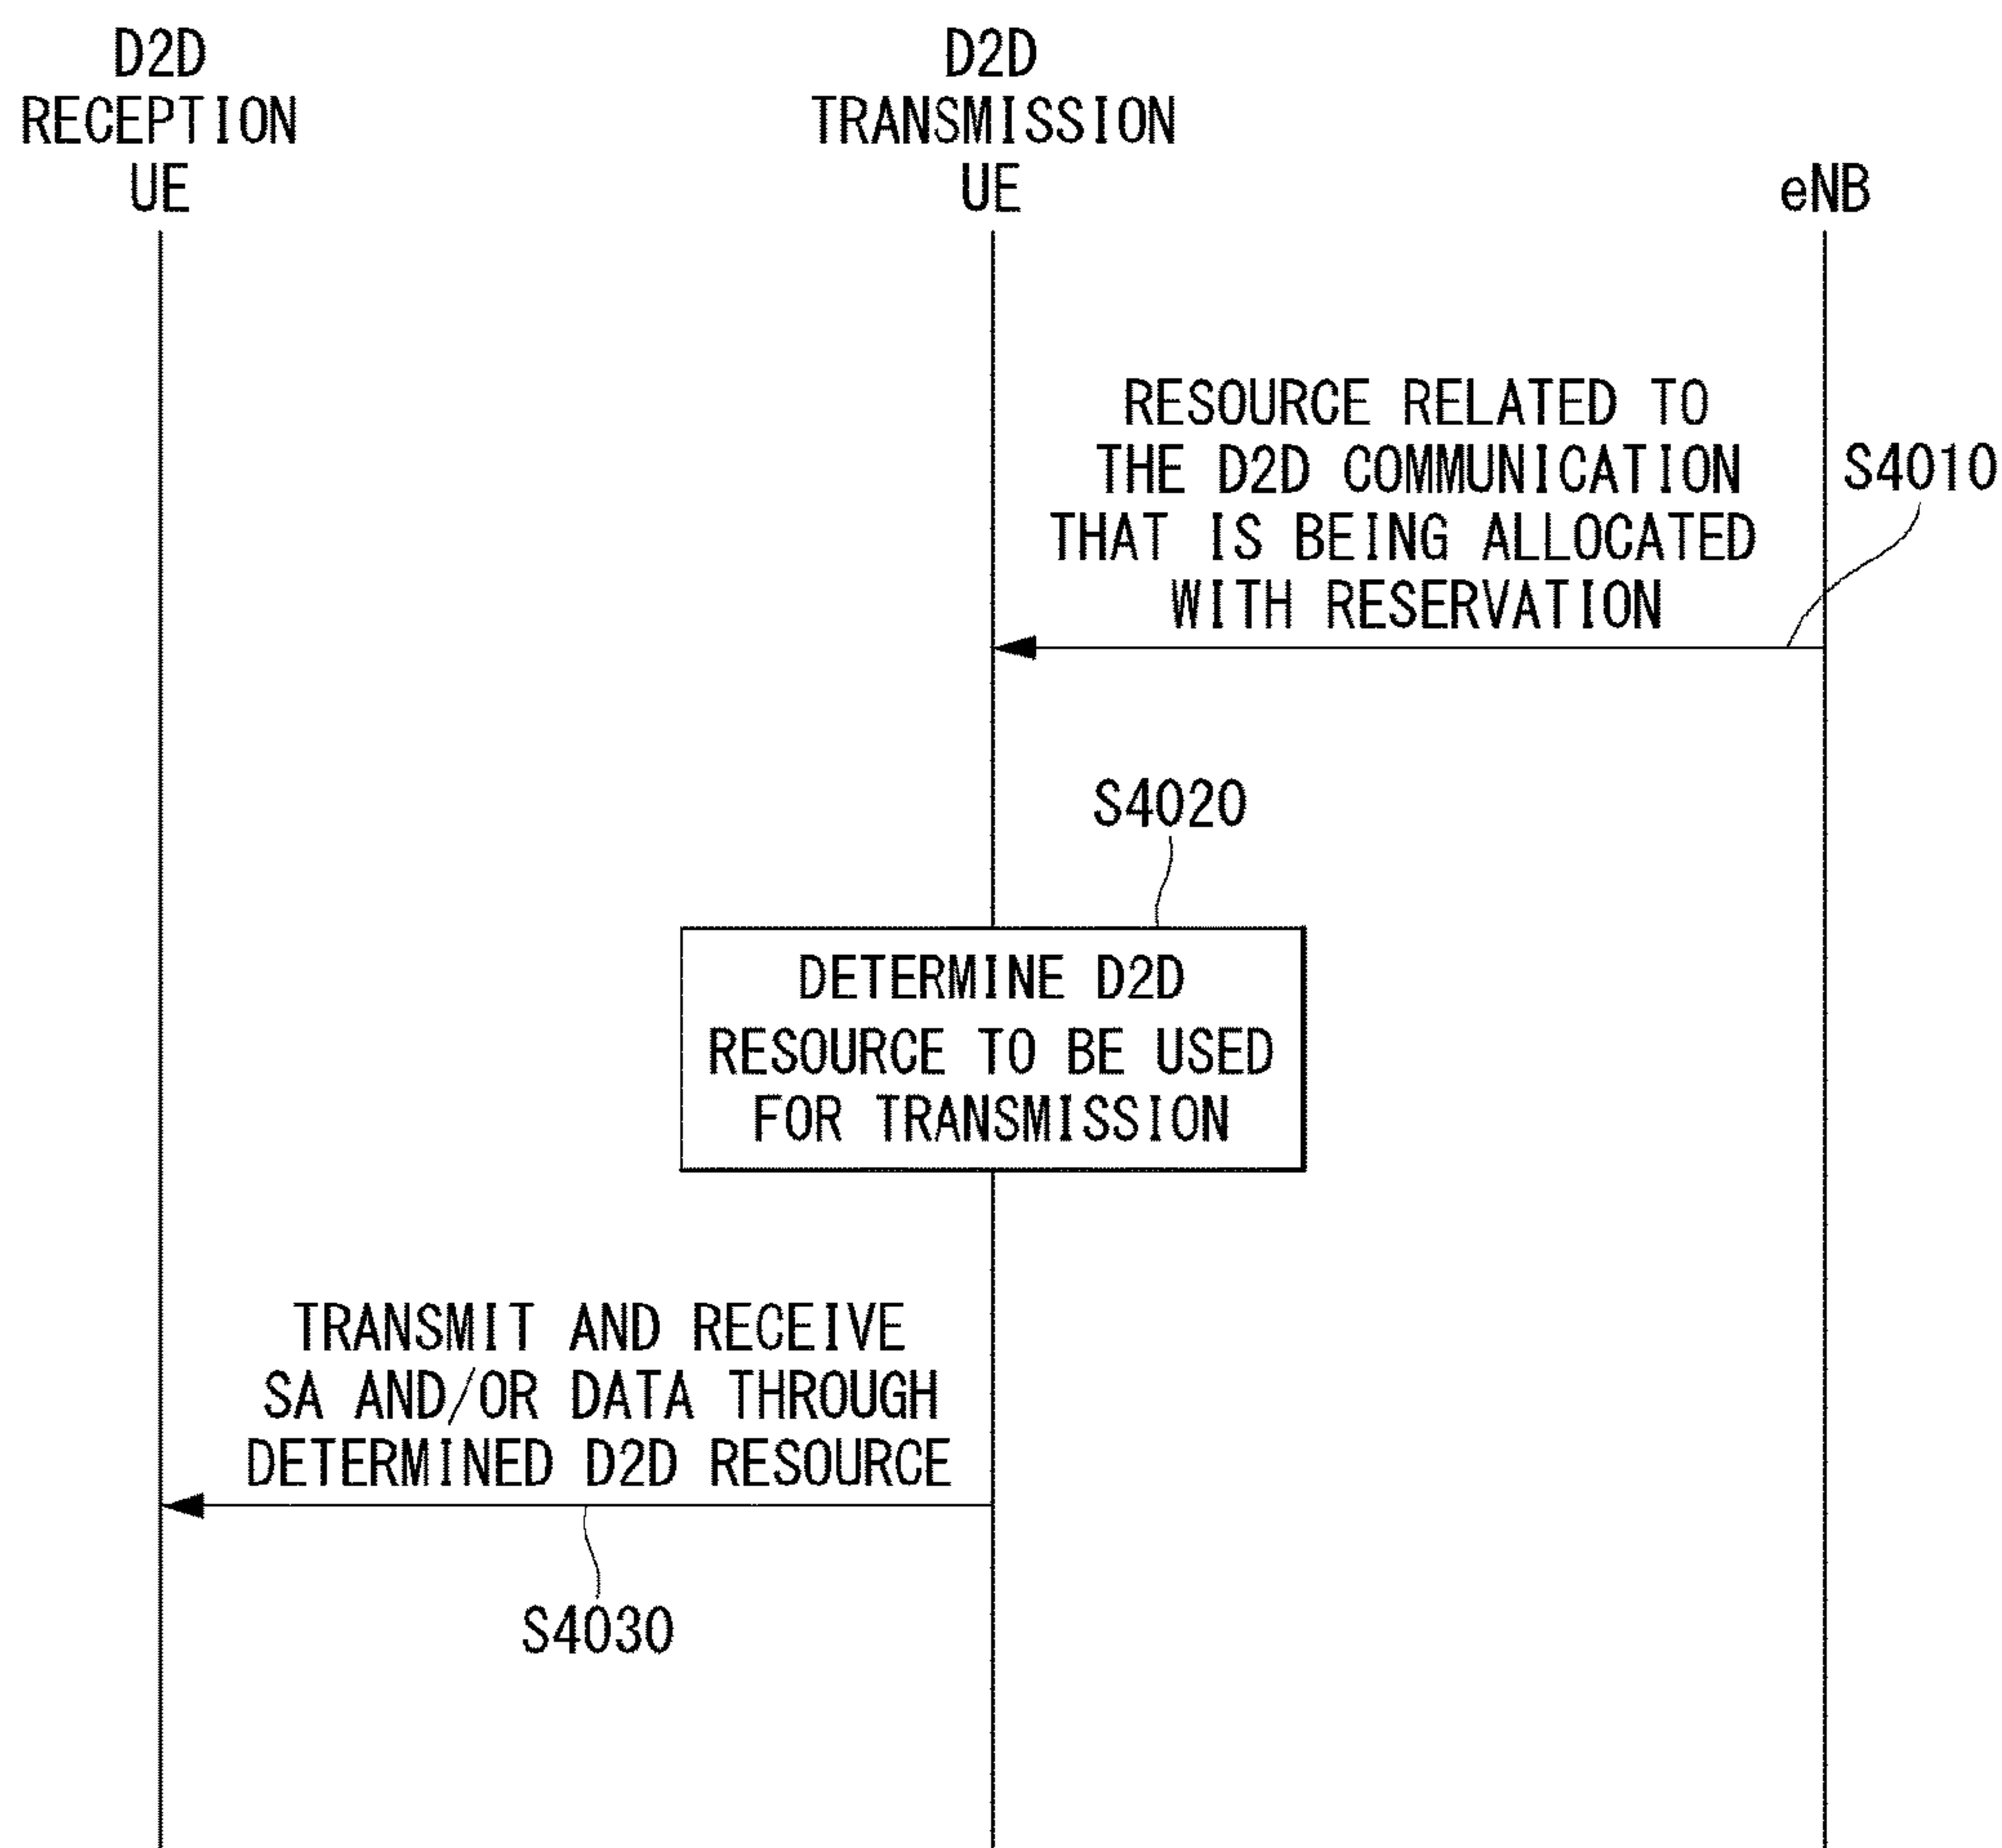 D2D
RECEPTION
UE
D2D
TRANSMISSION
UE
eNB
RESOURCE RELATED TO
THE D2D COMMUNICATION
THAT IS BEING ALLOCATED
WITH RESERVATION
S4010
S4020
DETERMINE D2D
RESOURCE TO BE USED
FOR TRANSMISSION
TRANSMIT AND RECEIVE
SA AND/OR DATA THROUGH
DETERMINED D2D RESOURCE
S4030